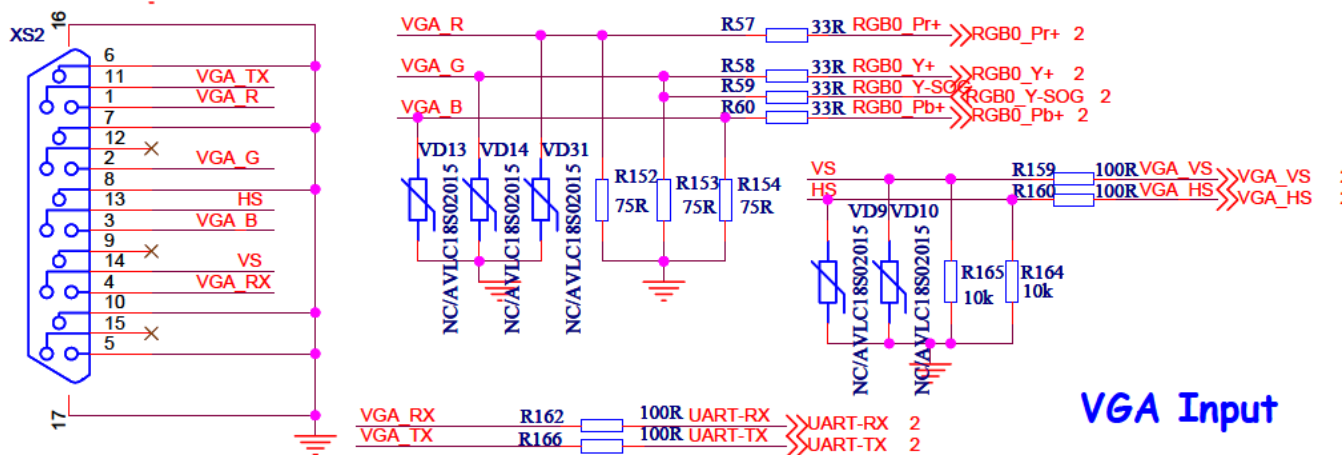 XS2
16
6
11 VGA_TX
1 VGA_R
7
12
2 VGA_G
8
13 HS
3 VGA_B
9
14 VS
4 VGA_RX
10
15
5
17
VGA_R R57 33R RGB0_Pr+ RGB0_Pr+ 2
VGA_G R58 33R RGB0_Y+ RGB0_Y+ 2
R59 33R RGB0_Y-SOG RGB0_Y-SOG 2
VGA_B R60 33R RGB0_Pb+ RGB0_Pb+ 2
VD13 NC/AVLC18S02015
VD14 NC/AVLC18S02015
VD31 NC/AVLC18S02015
R152 75R
R153 75R
R154 75R
VS R159 100R VGA_VS VGA_VS
HS R160 100R VGA_HS VGA_HS
VD9 NC/AVLC18S02015
VD10 NC/AVLC18S02015
R165 10k
R164 10k
VGA_RX R162 100R UART-RX UART-RX 2
VGA_TX R166 100R UART-TX UART-TX 2
VGA Input